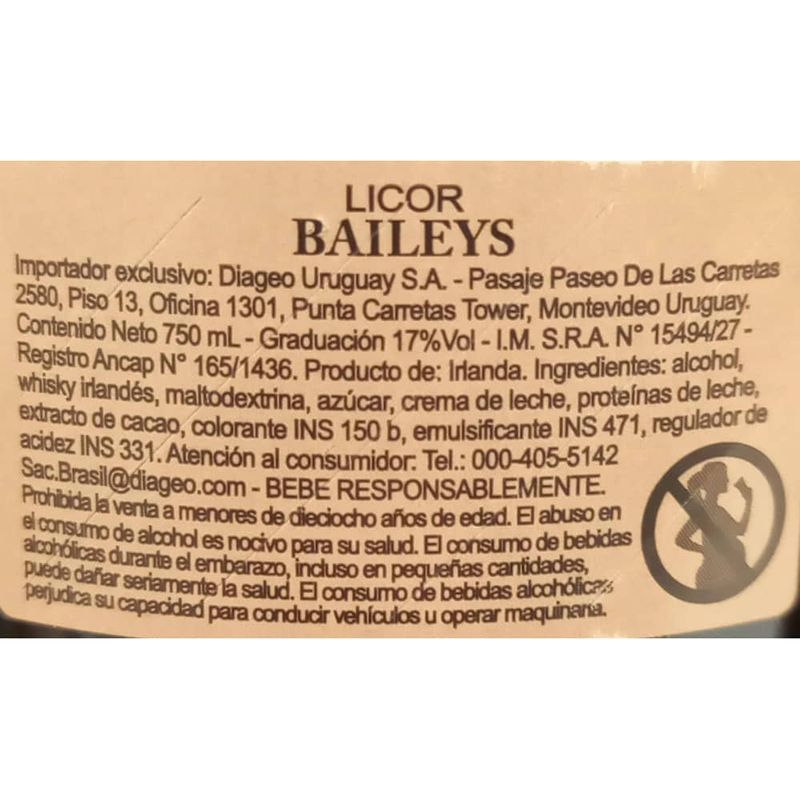 LICOR
BAILEYS
Importador exclusivo: Diageo Uruguay S.A. - Pasaje Paseo De Las Carretas
2580, Piso 13, Oficina 1301, Punta Carretas Tower, Montevideo Uruguay.
Contenido Neto 750 mL - Graduación 17%Vol - I.M. S.R.A. N° 15494/27 -
Registro Ancap N° 165/1436. Producto de: Irlanda. Ingredientes: alcohol,
whisky irlandés, maltodextrina, azúcar, crema de leche, proteínas de leche,
extracto de cacao, colorante INS 150 b, emulsificante INS 471, regulador de
acidez INS 331. Atención al consumidor: Tel.: 000-405-5142
Sac.Brasil@diageo.com - BEBE RESPONSABLEMENTE.
Prohibida la venta a menores de dieciocho años de edad. El abuso en
el consumo de alcohol es nocivo para su salud. El consumo de bebidas
alcohólicas durante el embarazo, incluso en pequeñas cantidades,
puede dañar seriamente la salud. El consumo de bebidas alcohólicas
perjudica su capacidad para conducir vehículos u operar maquinaria.